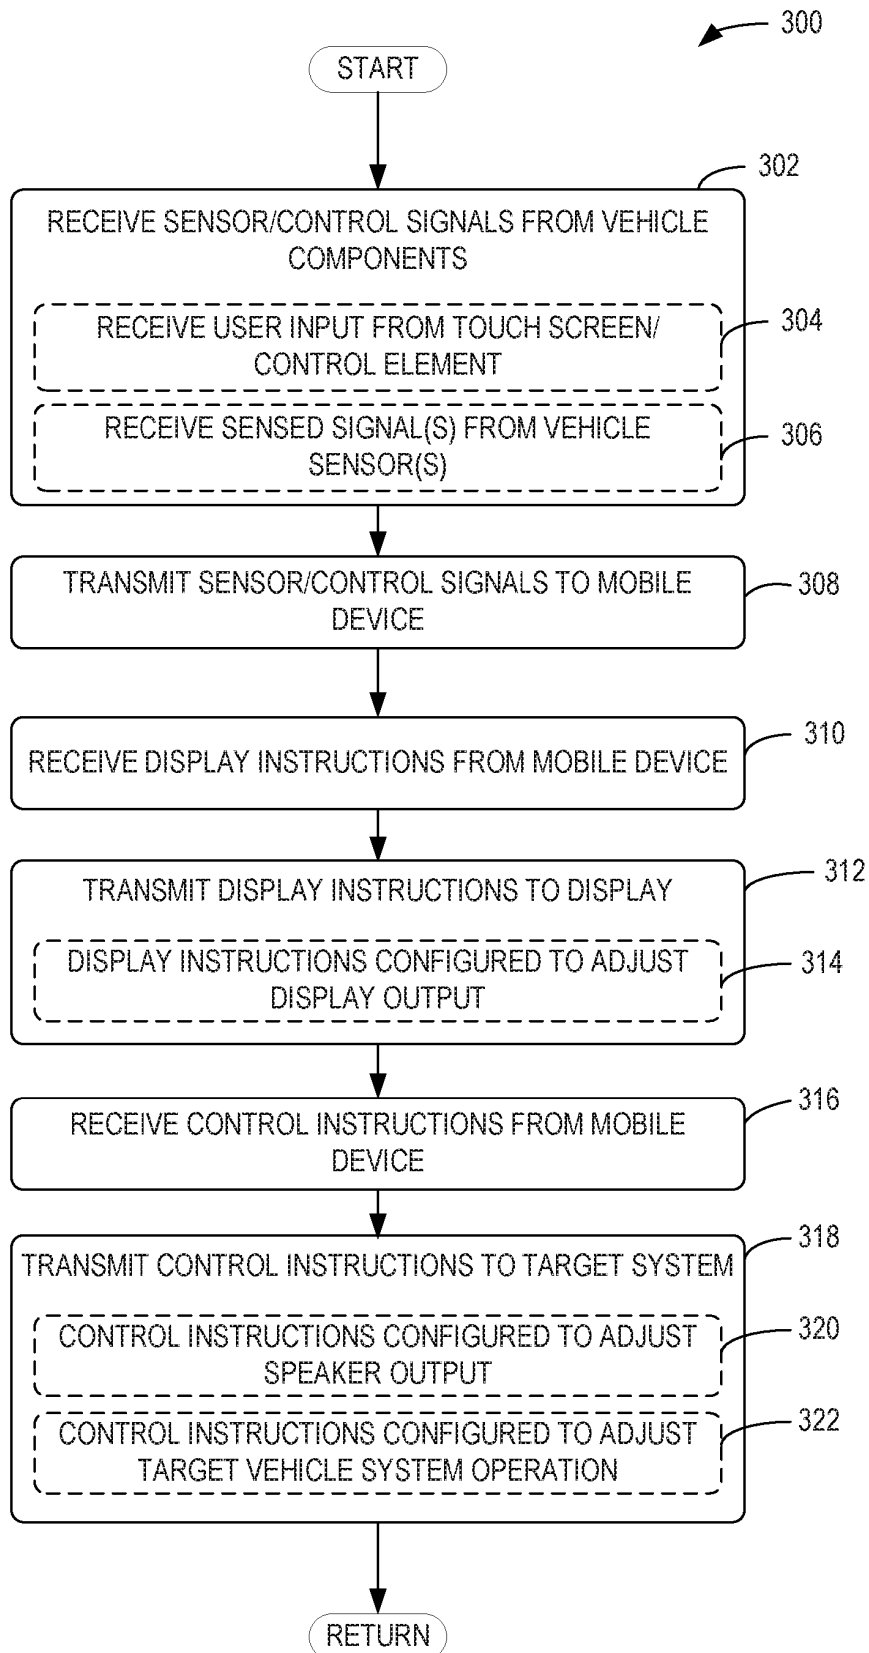 300
START
302
RECEIVE SENSOR/CONTROL SIGNALS FROM VEHICLE
COMPONENTS
RECEIVE USER INPUT FROM TOUCH SCREEN/
CONTROL ELEMENT
304
RECEIVE SENSED SIGNAL(S) FROM VEHICLE
SENSOR(S)
306
TRANSMIT SENSOR/CONTROL SIGNALS TO MOBILE
DEVICE
308
RECEIVE DISPLAY INSTRUCTIONS FROM MOBILE DEVICE
310
TRANSMIT DISPLAY INSTRUCTIONS TO DISPLAY
312
DISPLAY INSTRUCTIONS CONFIGURED TO ADJUST
DISPLAY OUTPUT
314
RECEIVE CONTROL INSTRUCTIONS FROM MOBILE
DEVICE
316
TRANSMIT CONTROL INSTRUCTIONS TO TARGET SYSTEM
318
CONTROL INSTRUCTIONS CONFIGURED TO ADJUST
SPEAKER OUTPUT
320
CONTROL INSTRUCTIONS CONFIGURED TO ADJUST
TARGET VEHICLE SYSTEM OPERATION
322
RETURN